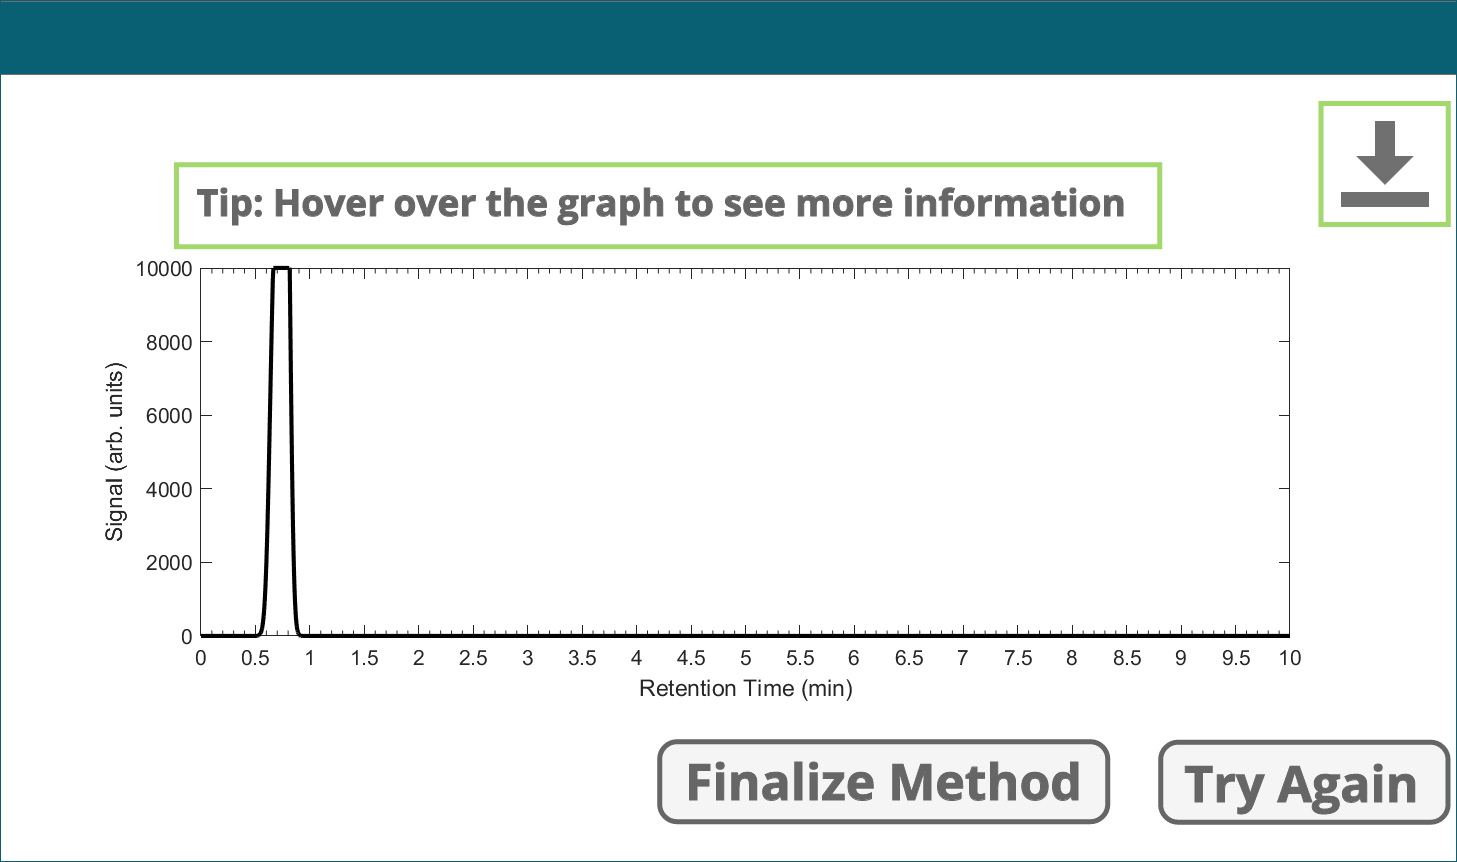 Tip: Hover over the graph to see more information
10000
8000
6000
4000
2000
0
Signal (arb. units)
0 0.5 1 1.5 2 2.5 3 3.5 4 4.5 5 5.5 6 6.5 7 7.5 8 8.5 9 9.5 10
Retention Time (min)
Finalize Method
Try Again